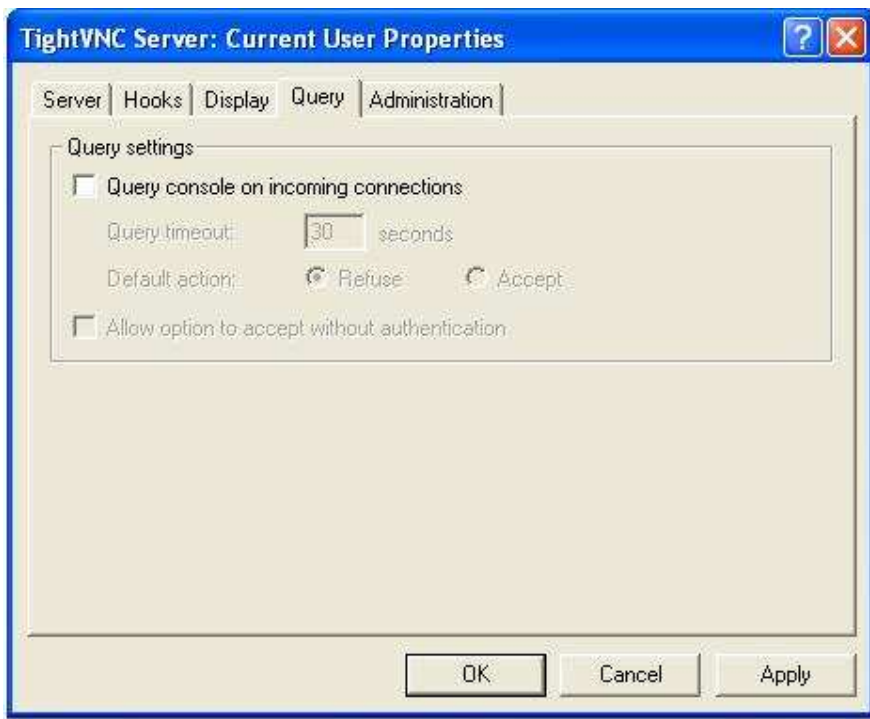 TightVNC Server: Current User Properties
Server Hooks Display Query Administration
Query settings
Query console on incoming connections
Query timeout: 30 seconds
Default action: Refuse Accept
Allow option to accept without authentication
OK Cancel Apply